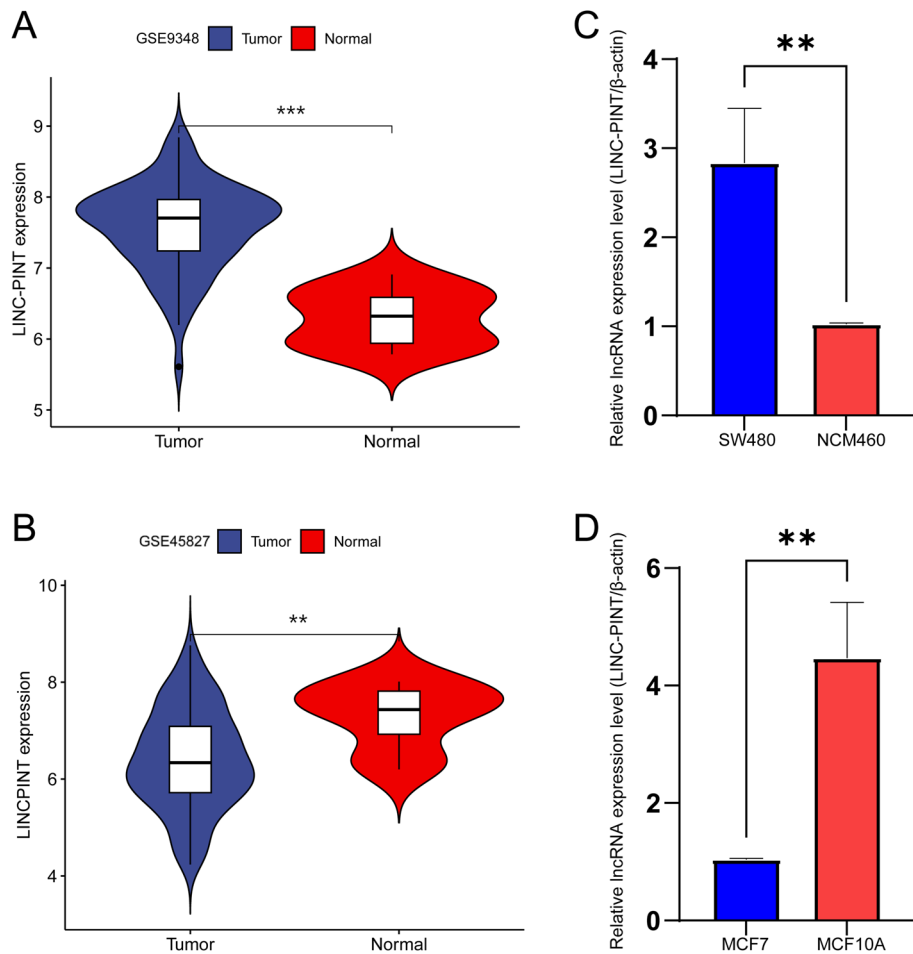 A
GSE9348 Tumor Normal
LINC-PINT expression
9
8
7
6
5
***
Tumor Normal
C
Relative lncRNA expression level (LINC-PINT/β-actin)
4
3
2
1
0
**
SW480 NCM460
B
GSE45827 Tumor Normal
LINCPINT expression
10
8
6
4
**
Tumor Normal
D
Relative lncRNA expression level (LINC-PINT/β-actin)
6
4
2
0
**
MCF7 MCF10A